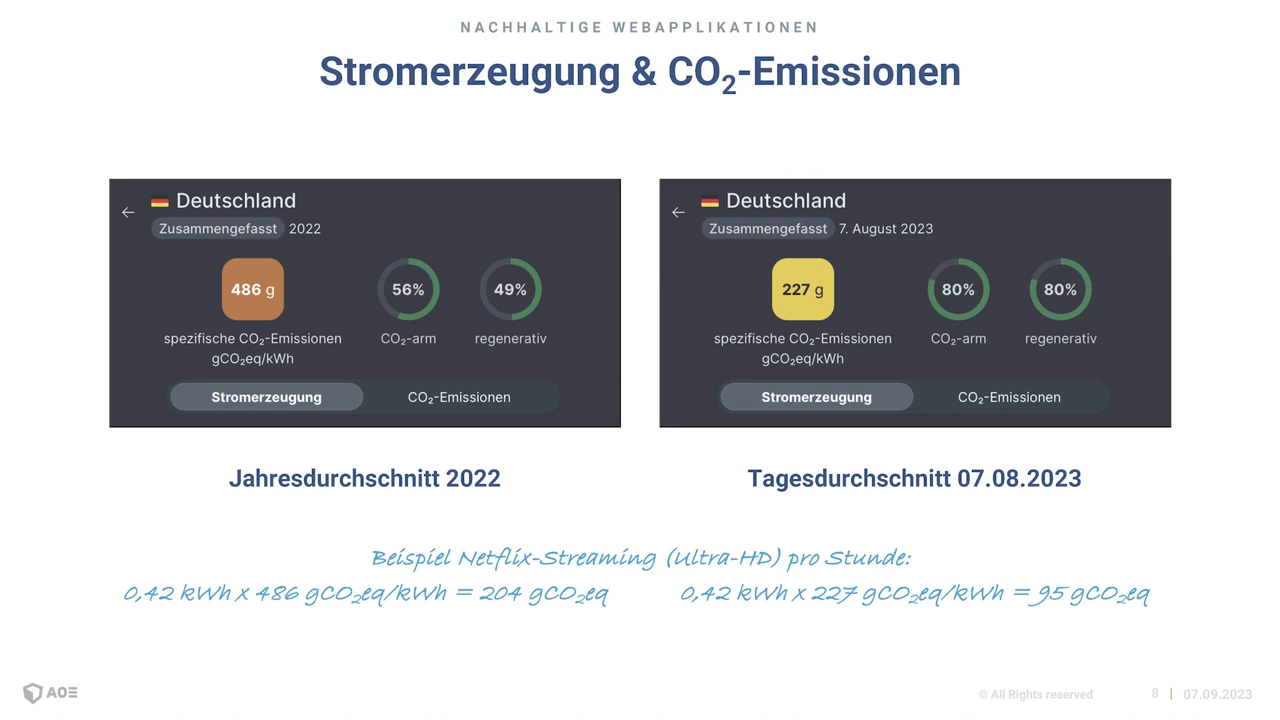 NACHHALTIGE WEBAPPLIKATIONEN
Stromerzeugung & CO₂-Emissionen
Deutschland
Zusammengefasst 2022
486 g
56%
49%
spezifische CO₂-Emissionen
gCO₂eq/kWh
CO₂-arm
regenerativ
Stromerzeugung
CO₂-Emissionen
Deutschland
Zusammengefasst 7. August 2023
227 g
80%
80%
spezifische CO₂-Emissionen
gCO₂eq/kWh
CO₂-arm
regenerativ
Stromerzeugung
CO₂-Emissionen
Jahresdurchschnitt 2022
Tagesdurchschnitt 07.08.2023
Beispiel Netflix-Streaming (Ultra-HD) pro Stunde:
0,42 kWh x 486 gCO₂eq/kWh = 204 gCO₂eq
0,42 kWh x 227 gCO₂eq/kWh = 95 gCO₂eq
AOE
© All Rights reserved
8 | 07.09.2023